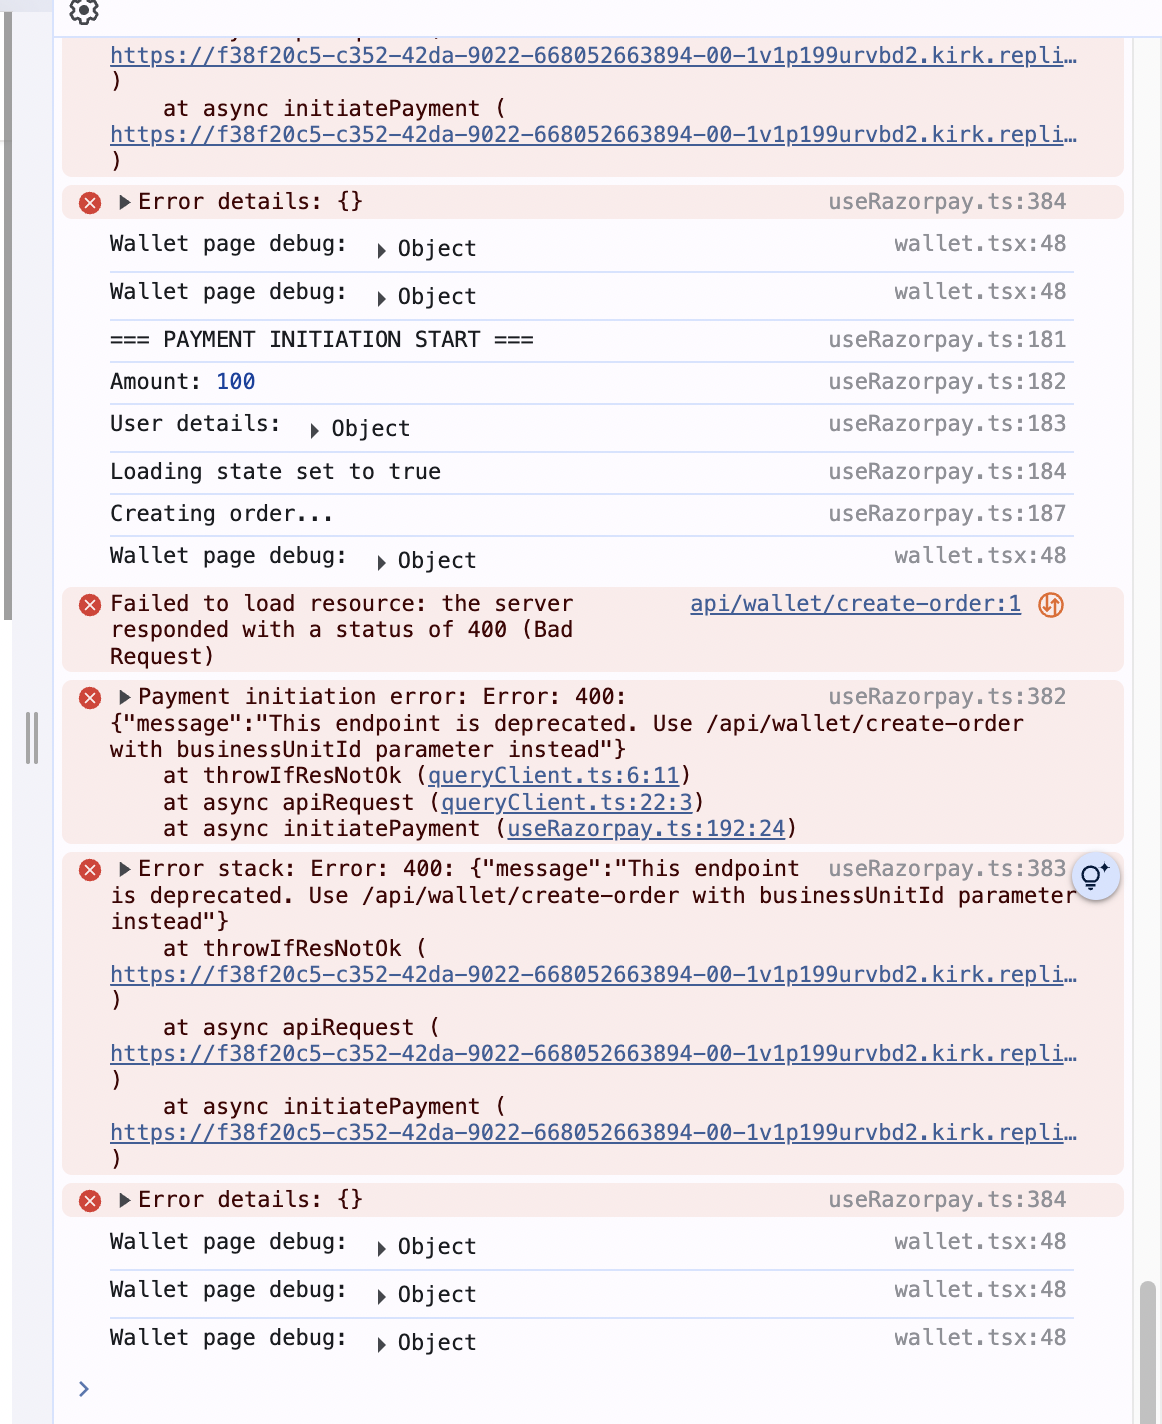 https://f38f20c5-c352-42da-9022-668052663894-00-1v1p199urvbd2.kirk.repli…
)
    at async initiatePayment (
https://f38f20c5-c352-42da-9022-668052663894-00-1v1p199urvbd2.kirk.repli…
)
Error details: {} useRazorpay.ts:384
Wallet page debug: Object wallet.tsx:48
Wallet page debug: Object wallet.tsx:48
=== PAYMENT INITIATION START === useRazorpay.ts:181
Amount: 100 useRazorpay.ts:182
User details: Object useRazorpay.ts:183
Loading state set to true useRazorpay.ts:184
Creating order... useRazorpay.ts:187
Wallet page debug: Object wallet.tsx:48
Failed to load resource: the server api/wallet/create-order:1
responded with a status of 400 (Bad
Request)
Payment initiation error: Error: 400: useRazorpay.ts:382
{"message":"This endpoint is deprecated. Use /api/wallet/create-order
with businessUnitId parameter instead"}
    at throwIfResNotOk (queryClient.ts:6:11)
    at async apiRequest (queryClient.ts:22:3)
    at async initiatePayment (useRazorpay.ts:192:24)
Error stack: Error: 400: {"message":"This endpoint useRazorpay.ts:383
is deprecated. Use /api/wallet/create-order with businessUnitId parameter
instead"}
    at throwIfResNotOk (
https://f38f20c5-c352-42da-9022-668052663894-00-1v1p199urvbd2.kirk.repli…
)
    at async apiRequest (
https://f38f20c5-c352-42da-9022-668052663894-00-1v1p199urvbd2.kirk.repli…
)
    at async initiatePayment (
https://f38f20c5-c352-42da-9022-668052663894-00-1v1p199urvbd2.kirk.repli…
)
Error details: {} useRazorpay.ts:384
Wallet page debug: Object wallet.tsx:48
Wallet page debug: Object wallet.tsx:48
Wallet page debug: Object wallet.tsx:48